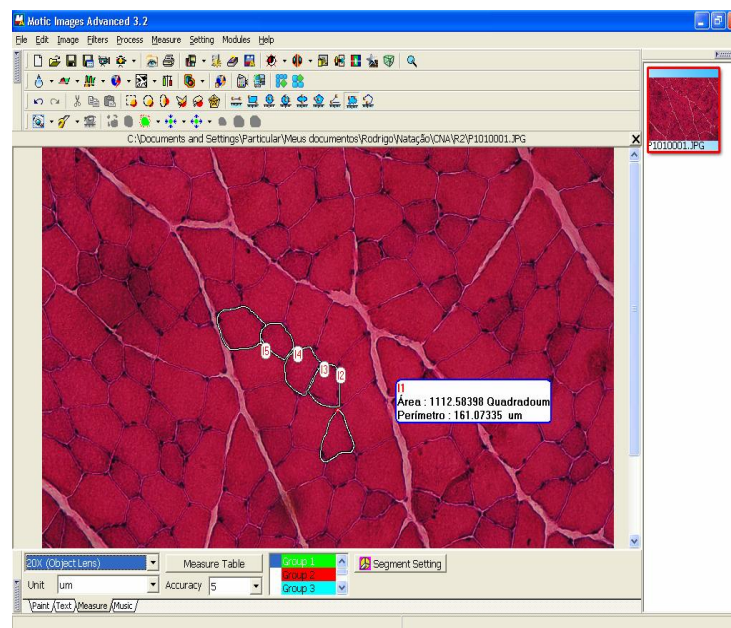 Motic Images Advanced 3.2
File Edit Image Filters Process Measure Setting Modules Help
C:\Documents and Settings\Particular\Meus documentos\Rodrigo\Natação\CNA\R2\P1010001.JPG
P1010001.JPG
I5
I4
I3
I2
I1
Área : 1112.58398 Quadradoum
Perímetro : 161.07335 um
20X (Object Lens)
Measure Table
Group 1
Group 2
Group 3
Segment Setting
Unit um
Accuracy 5
Paint Text Measure Music